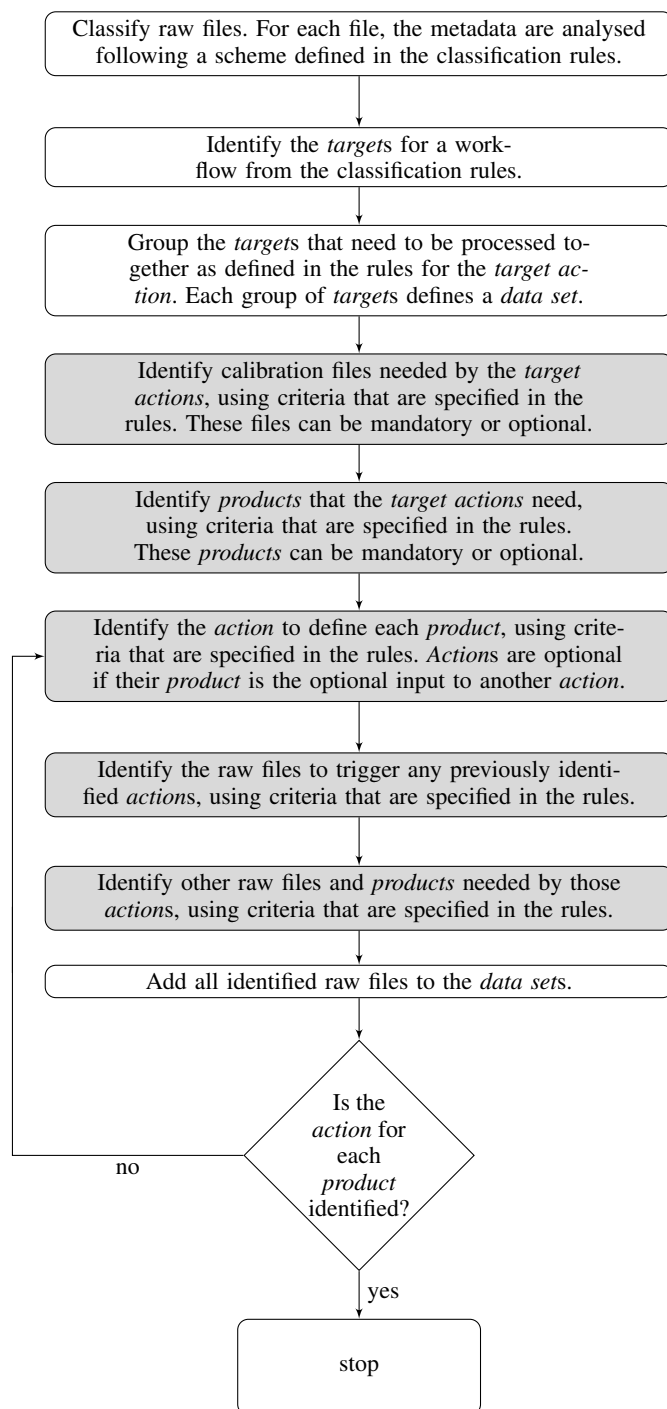 Classify raw files. For each file, the metadata are analysed
following a scheme defined in the classification rules.
Identify the targets for a work-
flow from the classification rules.
Group the targets that need to be processed to-
gether as defined in the rules for the target ac-
tion. Each group of targets defines a data set.
Identify calibration files needed by the target
actions, using criteria that are specified in the
rules. These files can be mandatory or optional.
Identify products that the target actions need,
using criteria that are specified in the rules.
These products can be mandatory or optional.
Identify the action to define each product, using crite-
ria that are specified in the rules. Actions are optional
if their product is the optional input to another action.
Identify the raw files to trigger any previously identi-
fied actions, using criteria that are specified in the rules.
Identify other raw files and products needed by those
actions, using criteria that are specified in the rules.
Add all identified raw files to the data sets.
Is the
action for
each
product
identified?
no
yes
stop